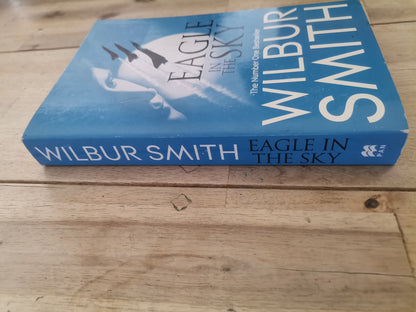 EAGLE
IN
THE SKY
The Number One Bestseller
WILBUR
SMITH
WILBUR SMITH
EAGLE IN
THE SKY
PAN